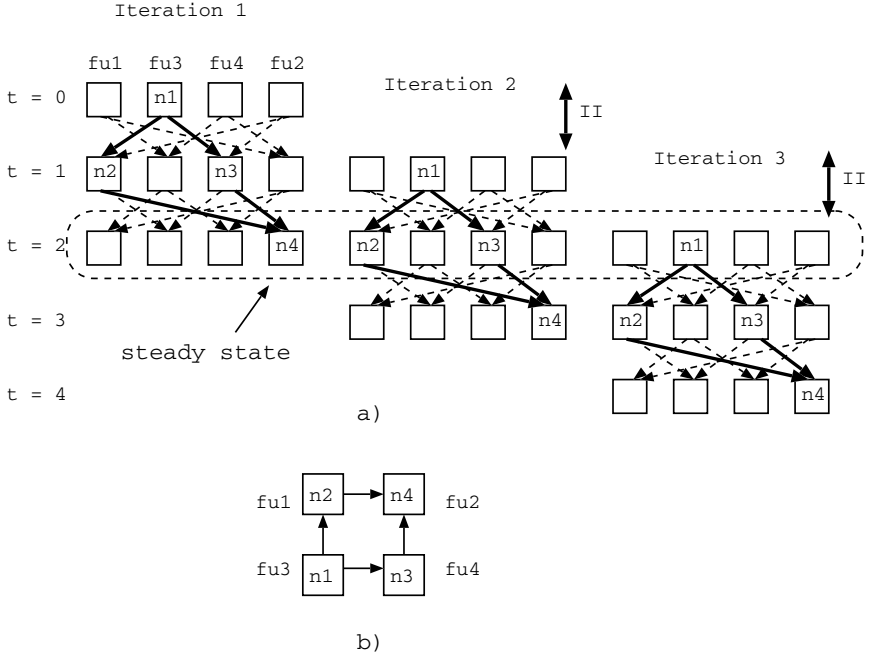 Iteration 1
fu1 fu3 fu4 fu2
Iteration 2
t = 0 n1
II
Iteration 3
t = 1 n2 n3 n1
II
t = 2 n4 n2 n3 n1
t = 3 n4 n2 n3
steady state
t = 4 n4
a)
fu1 n2 n4 fu2
fu3 n1 n3 fu4
b)